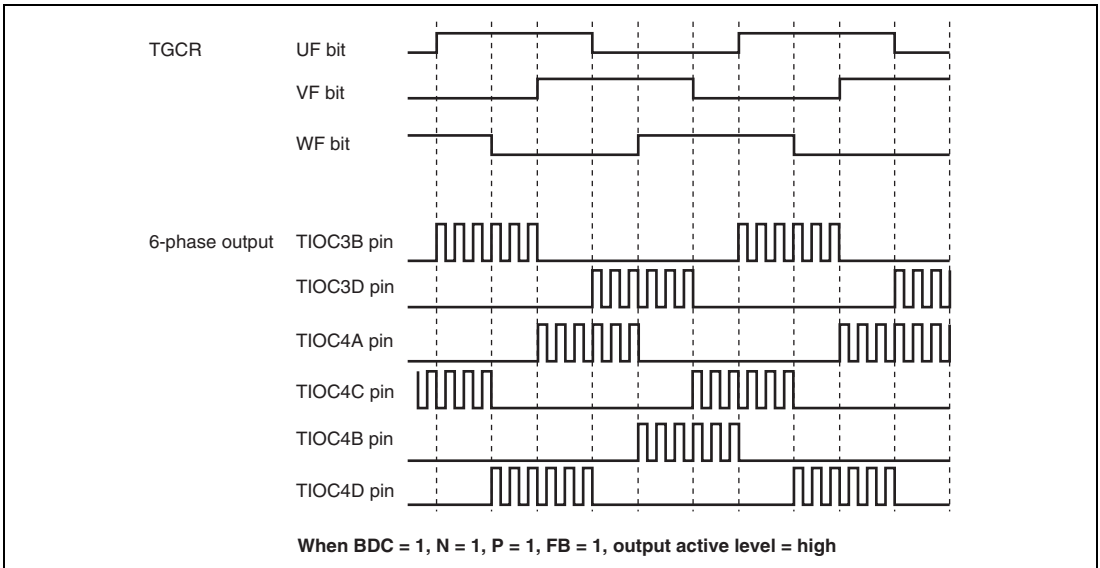 TGCR UF bit
VF bit
WF bit
6-phase output TIOC3B pin
TIOC3D pin
TIOC4A pin
TIOC4C pin
TIOC4B pin
TIOC4D pin
When BDC = 1, N = 1, P = 1, FB = 1, output active level = high